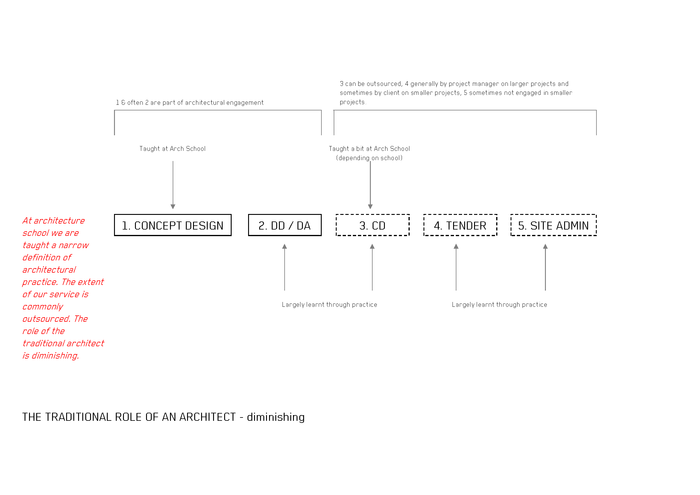 3 can be outsourced, 4 generally by project manager on larger projects and
sometimes by client on smaller projects, 5 sometimes not engaged in smaller
projects
1 & often 2 are part of architectural engagement
Taught at Arch School
Taught a bit at Arch School
(depending on school)
1. CONCEPT DESIGN
2. DD / DA
3. CD
4. TENDER
5. SITE ADMIN
At architecture
school we are
taught a narrow
definition of
architectural
practice. The extent
of our service is
commonly
outsourced. The
role of the
traditional architect
is diminishing.
Largely learnt through practice
Largely learnt through practice
THE TRADITIONAL ROLE OF AN ARCHITECT - diminishing